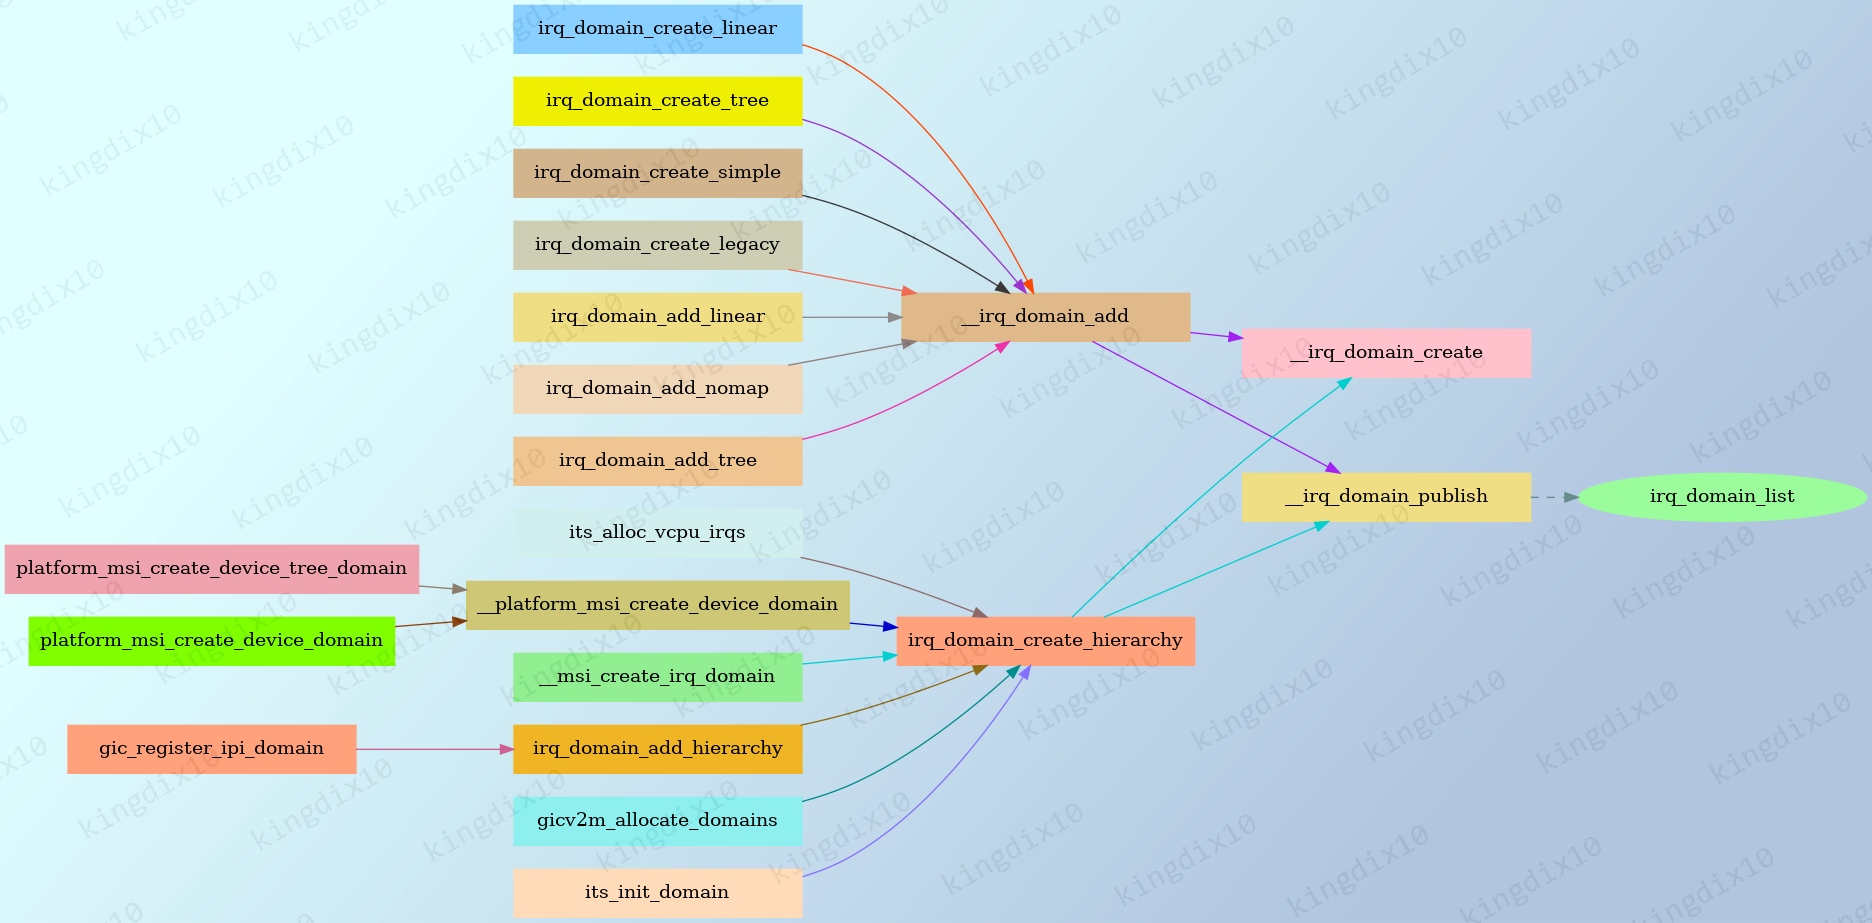 irq_domain_create_linear
irq_domain_create_tree
irq_domain_create_simple
irq_domain_create_legacy
irq_domain_add_linear
__irq_domain_add
irq_domain_add_nomap
__irq_domain_create
irq_domain_add_tree
__irq_domain_publish
irq_domain_list
its_alloc_vcpu_irqs
platform_msi_create_device_tree_domain
__platform_msi_create_device_domain
platform_msi_create_device_domain
irq_domain_create_hierarchy
__msi_create_irq_domain
gic_register_ipi_domain
irq_domain_add_hierarchy
gicv2m_allocate_domains
its_init_domain
kingdix10